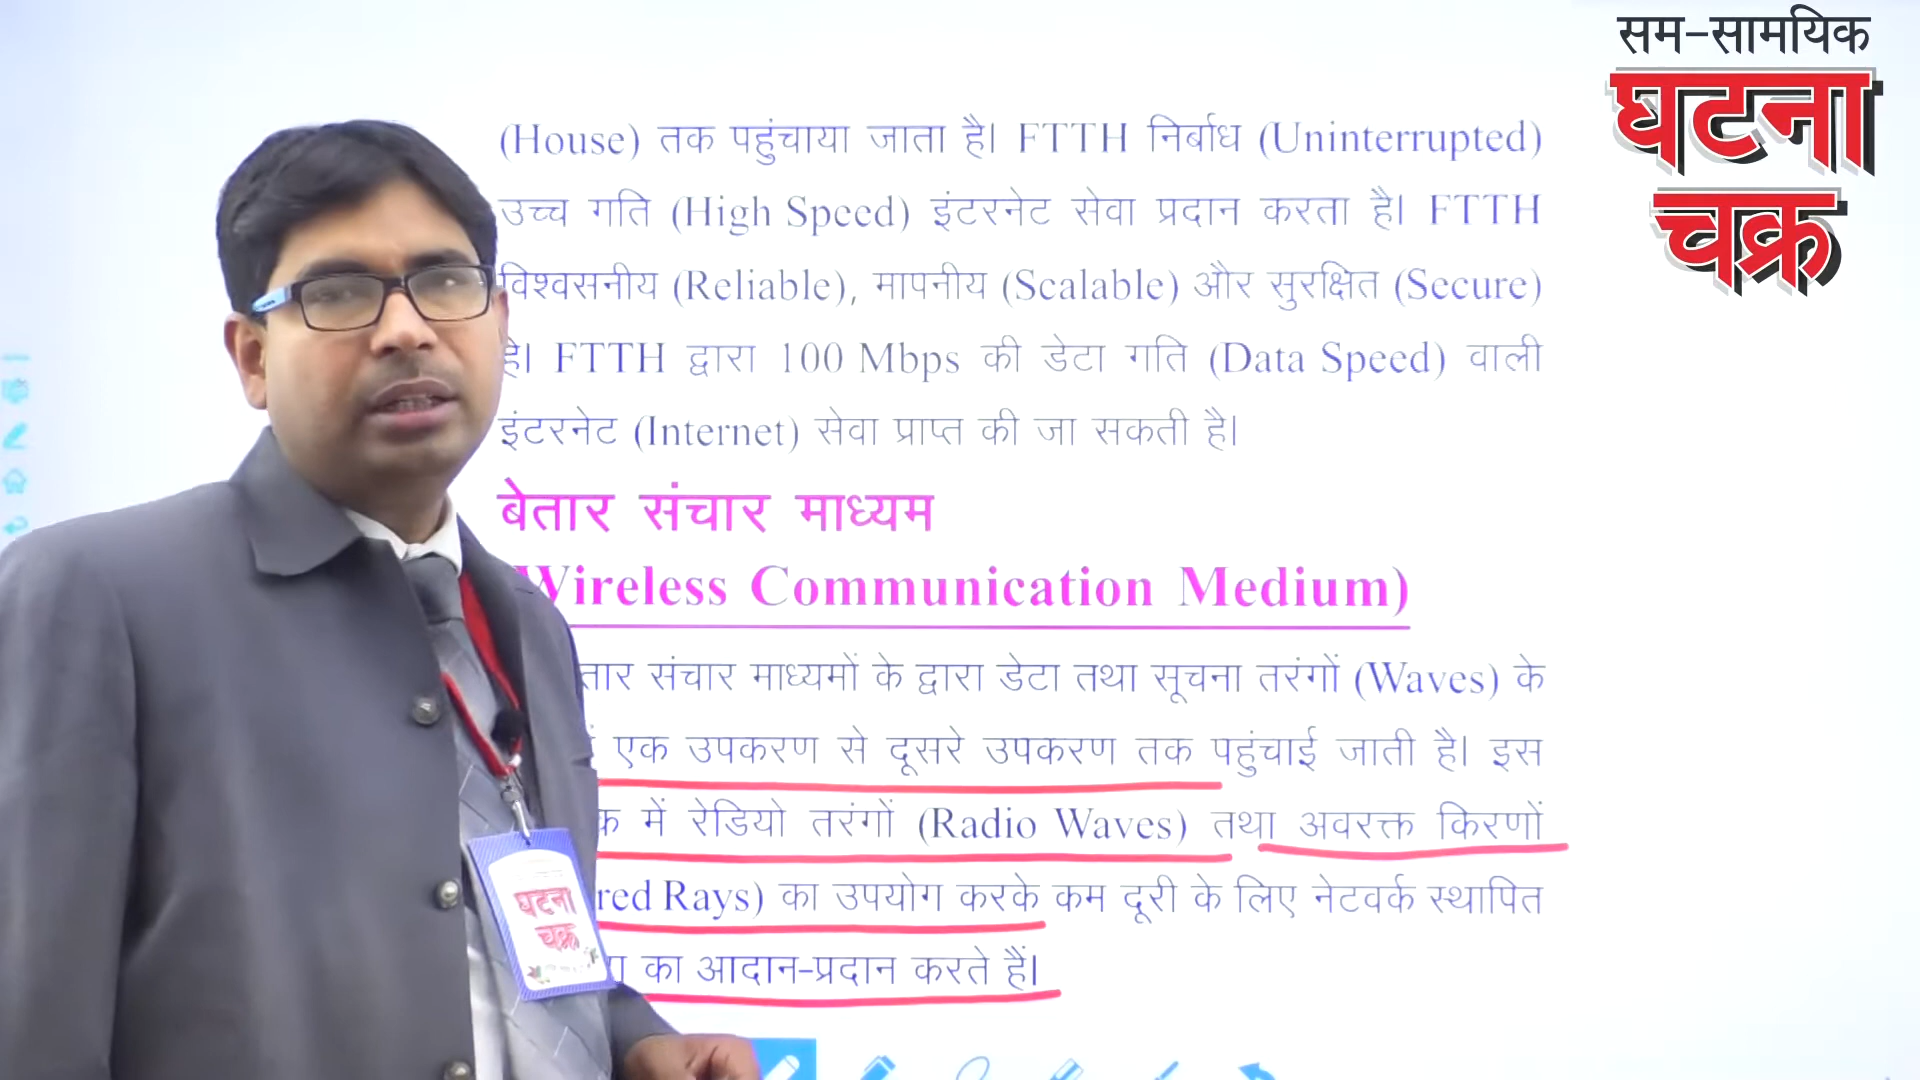 सम-सामयिक
घटना
चक्र
(House) तक पहुंचाया जाता है। FTTH निर्बाध (Uninterrupted)
उच्च गति (High Speed) इंटरनेट सेवा प्रदान करता है। FTTH
विश्वसनीय (Reliable), मापनीय (Scalable) और सुरक्षित (Secure)
है। FTTH द्वारा 100 Mbps की डेटा गति (Data Speed) वाली
इंटरनेट (Internet) सेवा प्राप्त की जा सकती है।
बेतार संचार माध्यम
Wireless Communication Medium)
संचार माध्यमों के द्वारा डेटा तथा सूचना तरंगों (Waves) के
एक उपकरण से दूसरे उपकरण तक पहुंचाई जाती है। इस
में रेडियो तरंगों (Radio Waves) तथा अवरक्त किरणों
red Rays) का उपयोग करके कम दूरी के लिए नेटवर्क स्थापित
का आदान-प्रदान करते हैं।
घटना
चक्र